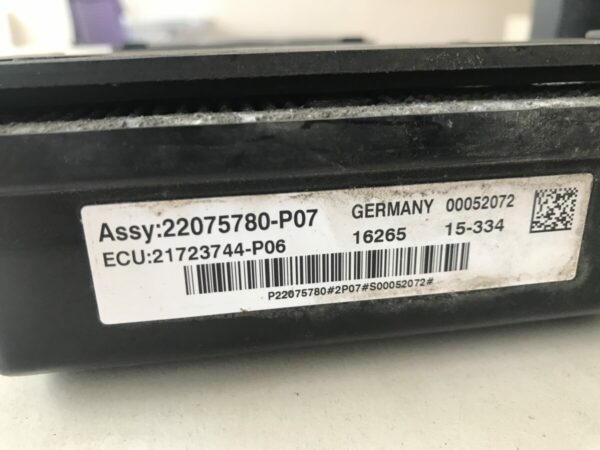 Assy:22075780-P07 GERMANY 00052072
ECU:21723744-P06 16265 15-334
P22075780#2P07#S00052072#